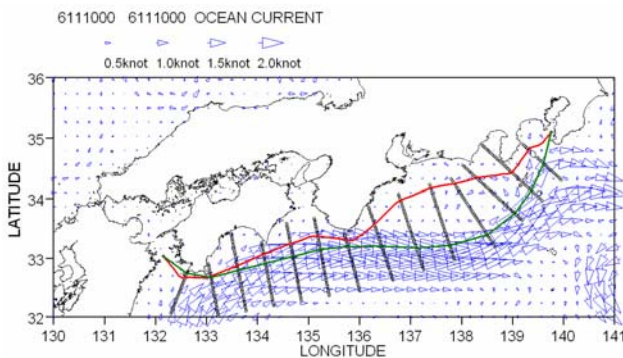 6111000 6111000 OCEAN CURRENT
0.5knot 1.0knot 1.5knot 2.0knot
36
35
34
33
32
LATITUDE
130 131 132 133 134 135 136 137 138 139 140 141
LONGITUDE